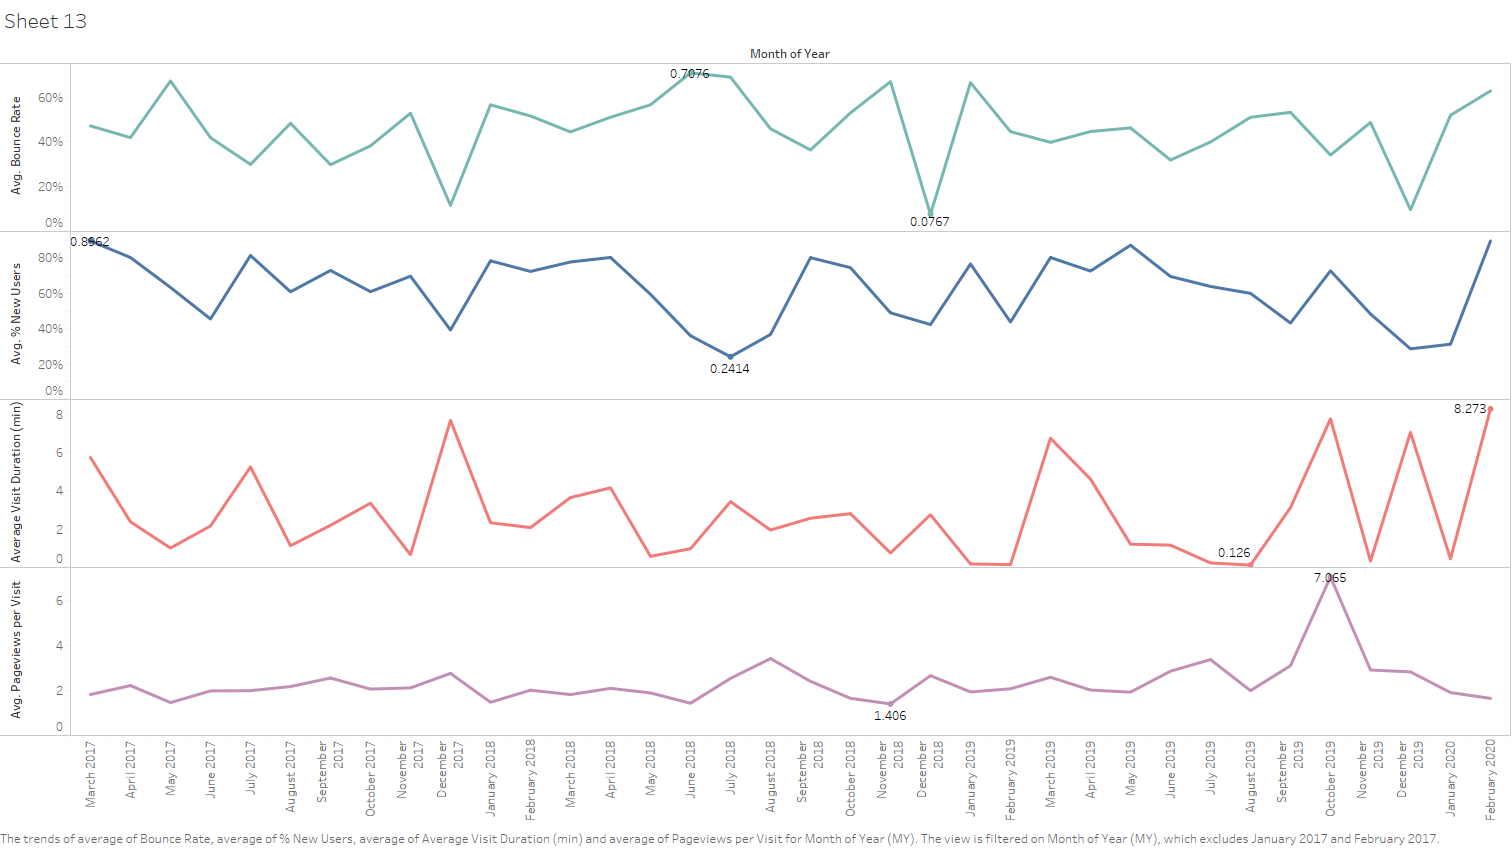 Sheet 13
Month of Year
Avg. Bounce Rate
60%
40%
20%
0%
0.7076
0.0767
Avg. % New Users
80%
60%
40%
20%
0%
0.8962
0.2414
Average Visit Duration (min)
8
6
4
2
0
8.273
0.126
Avg. Pageviews per Visit
6
4
2
0
7.065
1.406
March 2017
April 2017
May 2017
June 2017
July 2017
August 2017
September
2017
October 2017
November
2017
December
2017
January 2018
February 2018
March 2018
April 2018
May 2018
June 2018
July 2018
August 2018
September
2018
October 2018
November
2018
December
2018
January 2019
February 2019
March 2019
April 2019
May 2019
June 2019
July 2019
August 2019
September
2019
October 2019
November
2019
December
2019
January 2020
February 2020
The trends of average of Bounce Rate, average of % New Users, average of Average Visit Duration (min) and average of Pageviews per Visit for Month of Year (MY). The view is filtered on Month of Year (MY), which excludes January 2017 and February 2017.